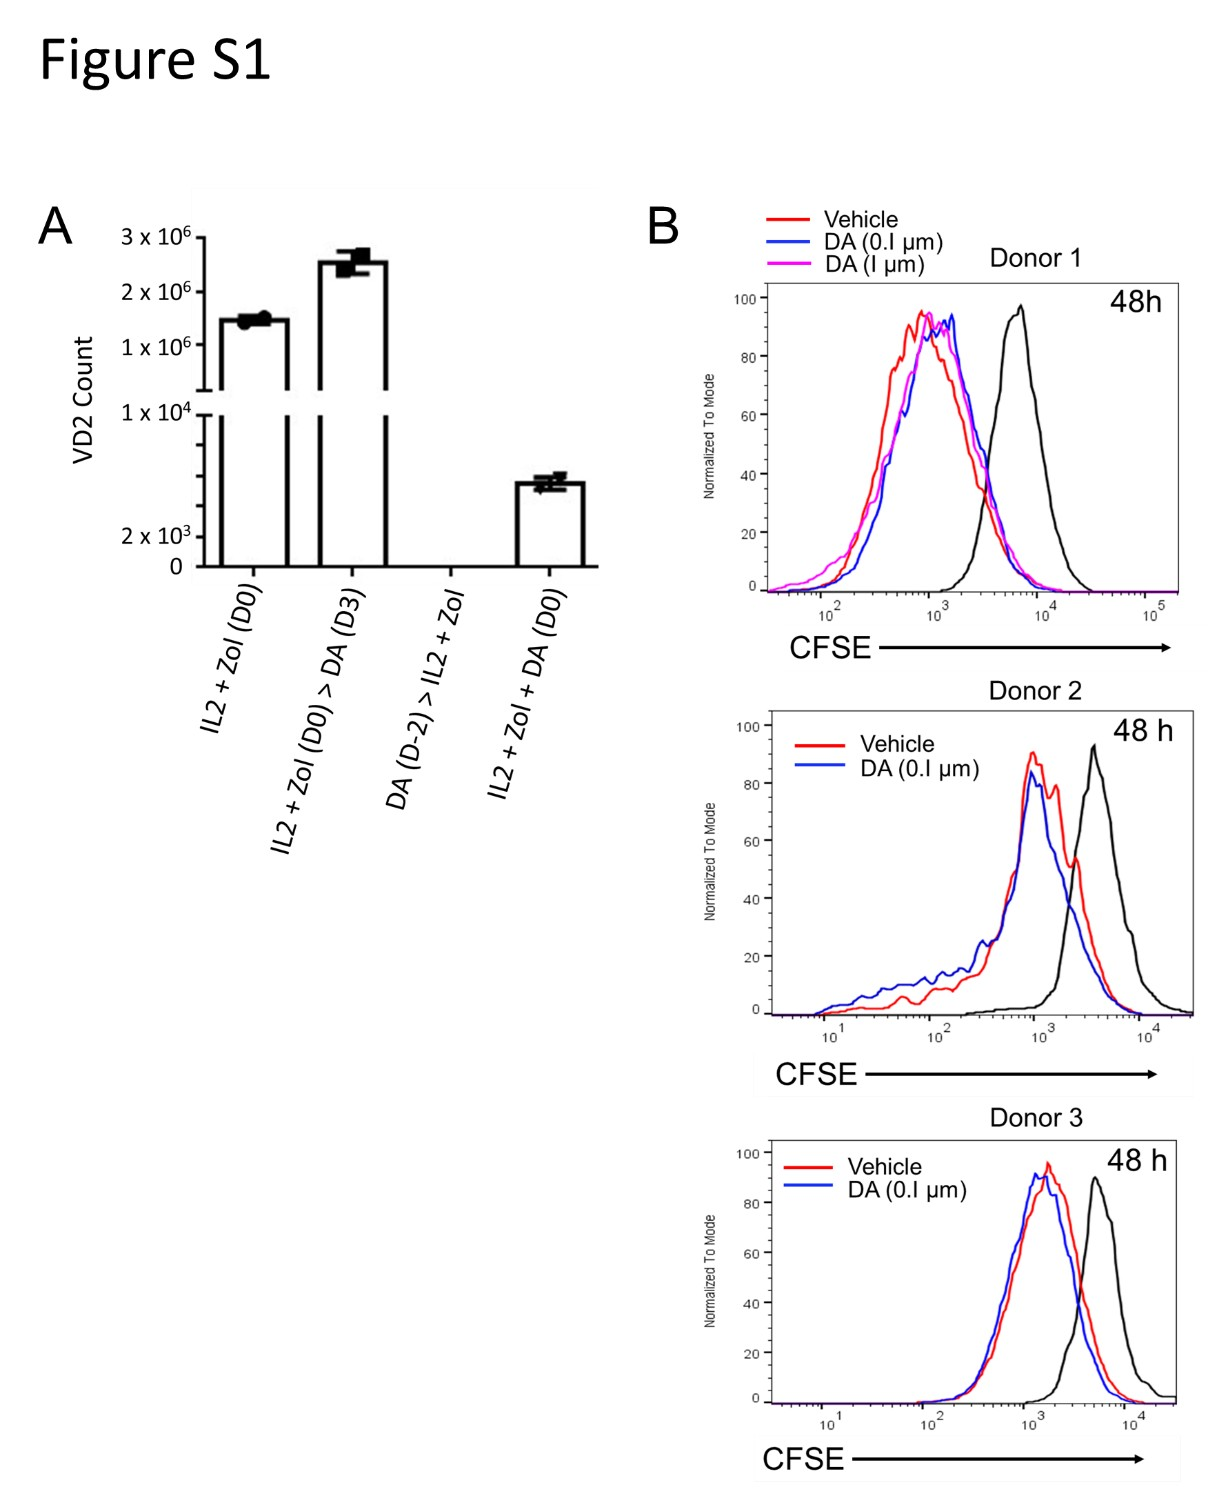 Figure S1
A
VD2 Count
3 x 10⁶
2 x 10⁶
1 x 10⁶
1 x 10⁴
2 x 10³
0
IL2 + Zol (D0)
IL2 + Zol (D0) > DA (D3)
DA (D-2) > IL2 + Zol
IL2 + Zol + DA (D0)
B
Vehicle
DA (0.I µm)
DA (I µm)
Donor 1
48h
Normalized To Mode
100
80
60
40
20
0
10² 10³ 10⁴ 10⁵
CFSE
Donor 2
48 h
Vehicle
DA (0.I µm)
Normalized To Mode
100
80
60
40
20
0
10¹ 10² 10³ 10⁴
CFSE
Donor 3
48 h
Vehicle
DA (0.I µm)
Normalized To Mode
100
80
60
40
20
0
10¹ 10² 10³ 10⁴
CFSE